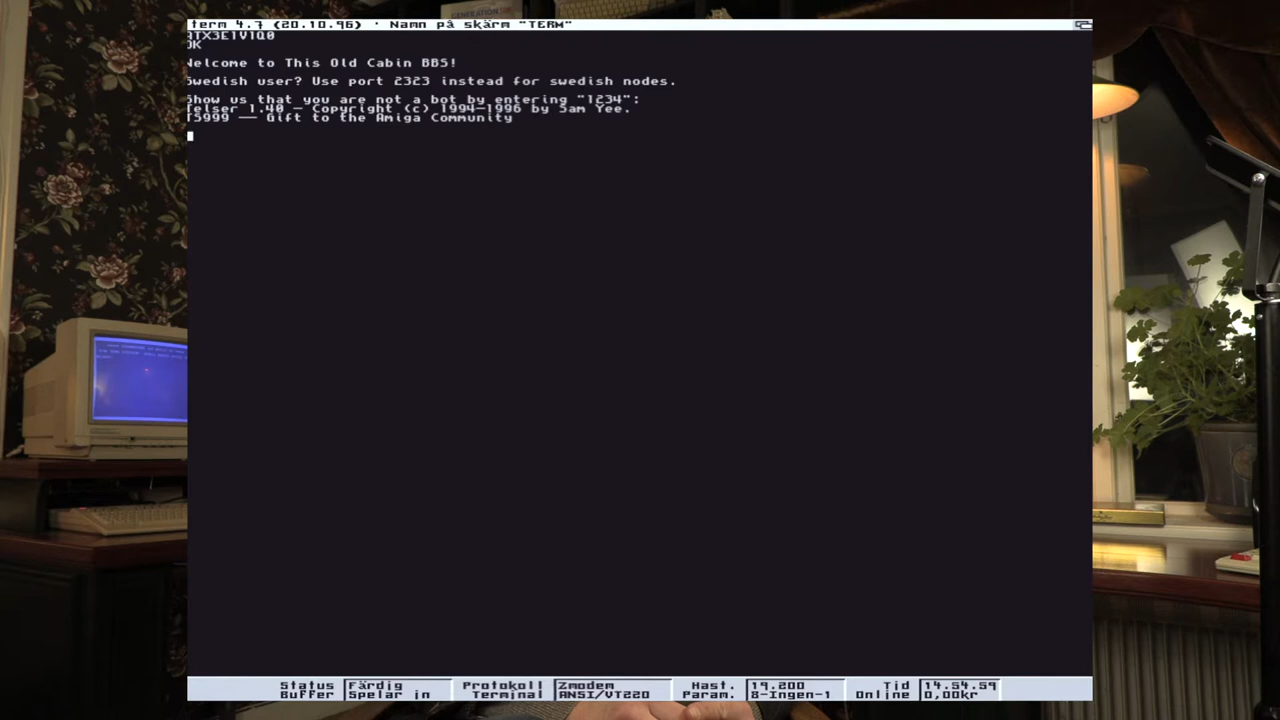 term 4.7 (20.10.96) · Namn på skärm "TERM"
ATX3E1V1Q0
OK
Welcome to This Old Cabin BBS!
Swedish user? Use port 2323 instead for swedish nodes.
Show us that you are not a bot by entering "1234":
Telser 1.40 — Copyright (c) 1994-1996 by Sam Yee.
TS999 —— Gift to the Amiga Community
Status Färdig Protokoll Zmodem Hast. 19.200 Tid 14.54.59
Buffer Spelar in Terminal ANSI/VT220 Param. 8-Ingen-1 Online 0,00kr